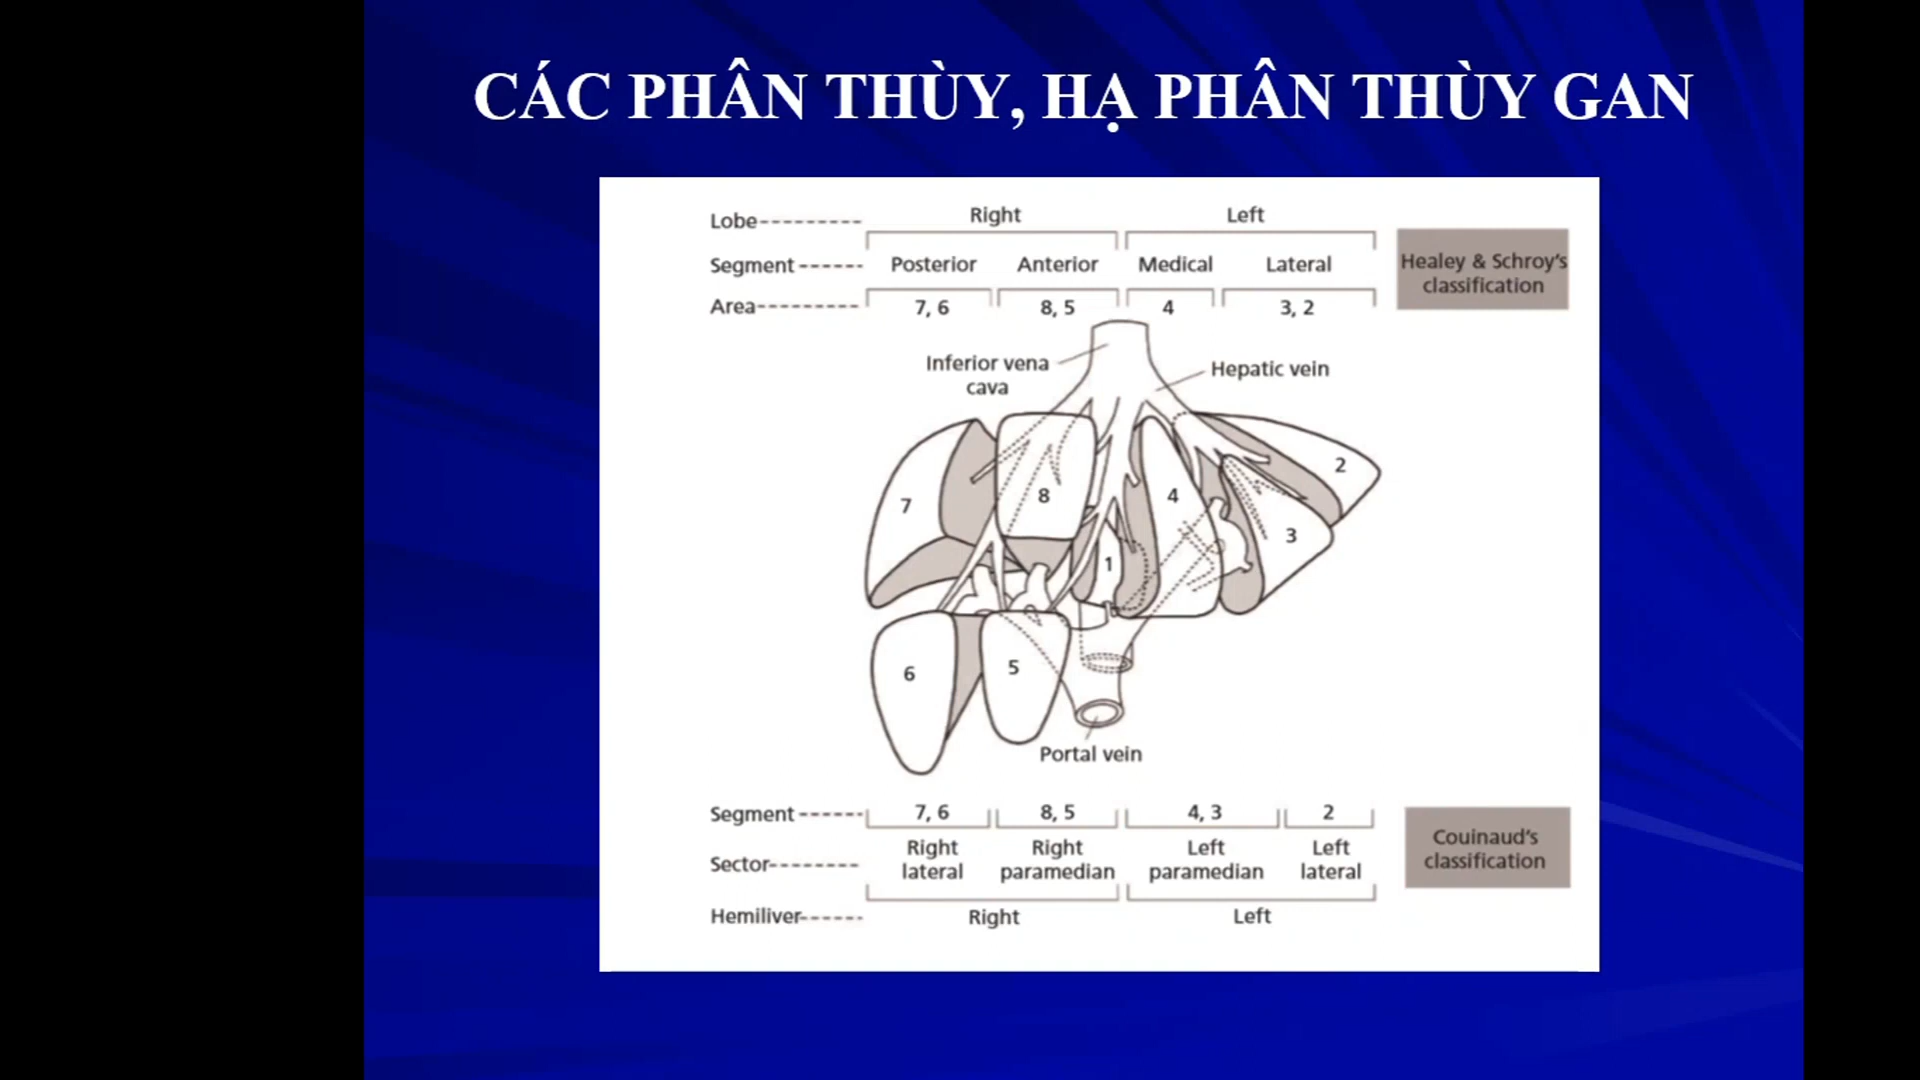 CÁC PHÂN THÙY, HẠ PHÂN THÙY GAN
Lobe Right Left
Segment Posterior Anterior Medical Lateral
Area 7, 6 8, 5 4 3, 2
Healey & Schroy's
classification
Inferior vena
cava
Hepatic vein
7
8
4
2
3
1
6
5
Portal vein
Segment 7, 6 8, 5 4, 3 2
Sector Right
lateral
Right
paramedian
Left
paramedian
Left
lateral
Hemiliver Right Left
Couinaud's
classification